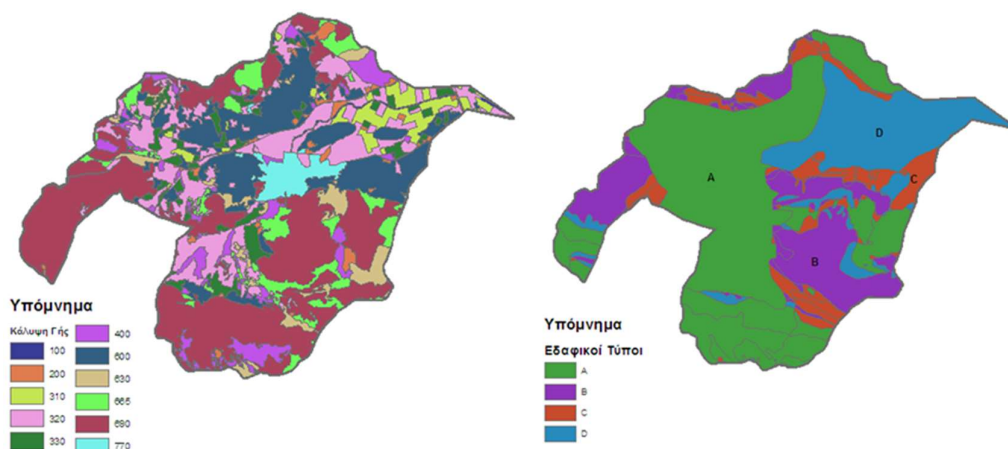 D
A
C
B
Υπόμνημα
Κάλυψη Γής
100
200
310
320
330
400
600
630
665
690
770
Υπόμνημα
Εδαφικοί Τύποι
A
B
C
D